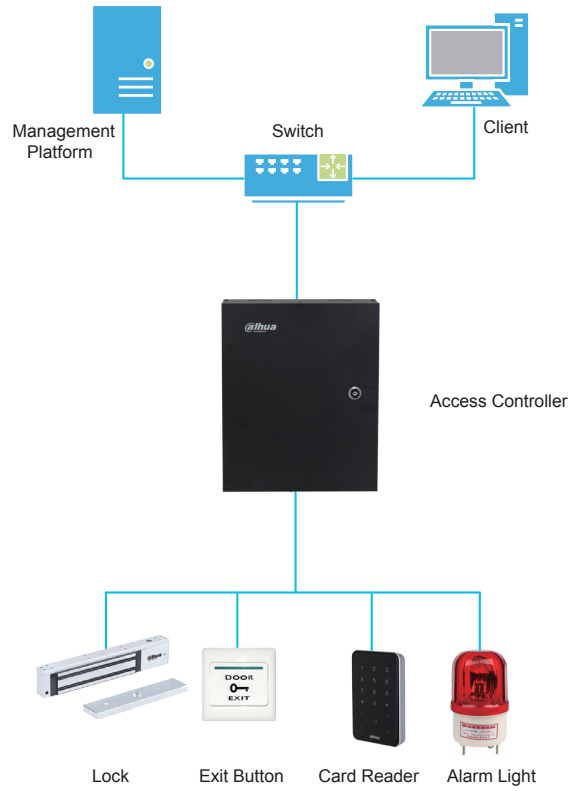 Management
Platform
Switch
Client
alhua
Access Controller
alhua
DOOR
EXIT
alhua
Lock
Exit Button
Card Reader
Alarm Light